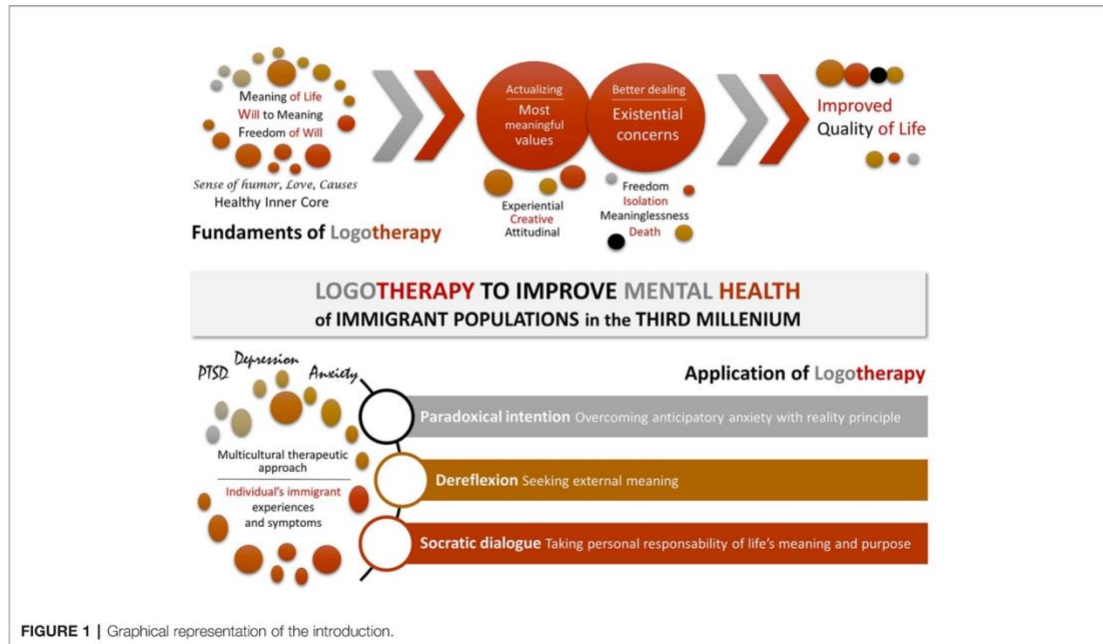 Meaning of Life
Will to Meaning
Freedom of Will
Sense of humor, Love, Causes
Healthy Inner Core
Fundaments of Logotherapy
Actualizing
Most
meaningful
values
Better dealing
Existential
concerns
Experiential
Creative
Attitudinal
Freedom
Isolation
Meaninglessness
Death
Improved
Quality of Life
LOGOTHERAPY TO IMPROVE MENTAL HEALTH
of IMMIGRANT POPULATIONS in the THIRD MILLENIUM
PTSD
Depression
Anxiety
Multicultural therapeutic
approach
Individual's immigrant
experiences
and symptoms
Application of Logotherapy
Paradoxical intention Overcoming anticipatory anxiety with reality principle
Dereflexion Seeking external meaning
Socratic dialogue Taking personal responsability of life's meaning and purpose
FIGURE 1 | Graphical representation of the introduction.